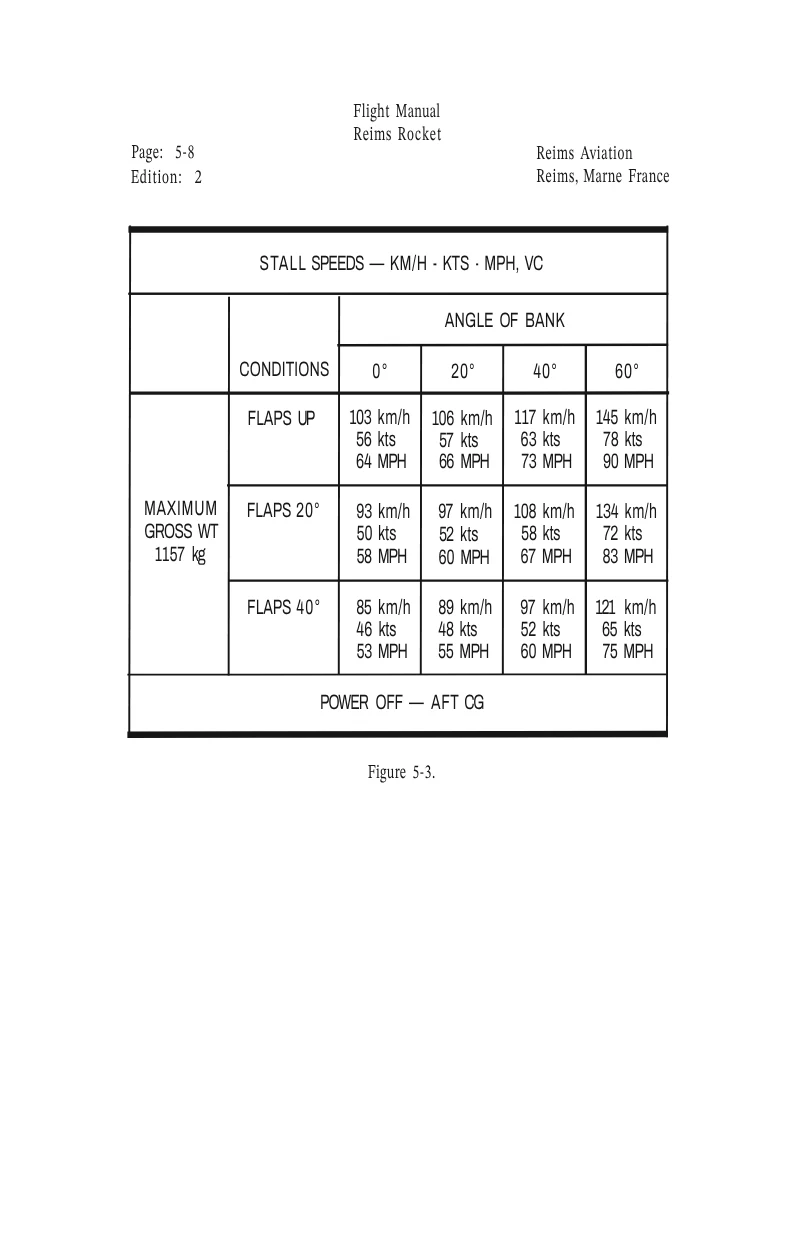 Flight Manual
Reims Rocket
Page: 5-8
Edition: 2
Reims Aviation
Reims, Marne France
STALL SPEEDS — KM/H - KTS · MPH, VC
ANGLE OF BANK
CONDITIONS 0° 20° 40° 60°
FLAPS UP 103 km/h 106 km/h 117 km/h 145 km/h
56 kts 57 kts 63 kts 78 kts
64 MPH 66 MPH 73 MPH 90 MPH
MAXIMUM FLAPS 20° 93 km/h 97 km/h 108 km/h 134 km/h
GROSS WT 50 kts 52 kts 58 kts 72 kts
1157 kg 58 MPH 60 MPH 67 MPH 83 MPH
FLAPS 40° 85 km/h 89 km/h 97 km/h 121 km/h
46 kts 48 kts 52 kts 65 kts
53 MPH 55 MPH 60 MPH 75 MPH
POWER OFF — AFT CG
Figure 5-3.